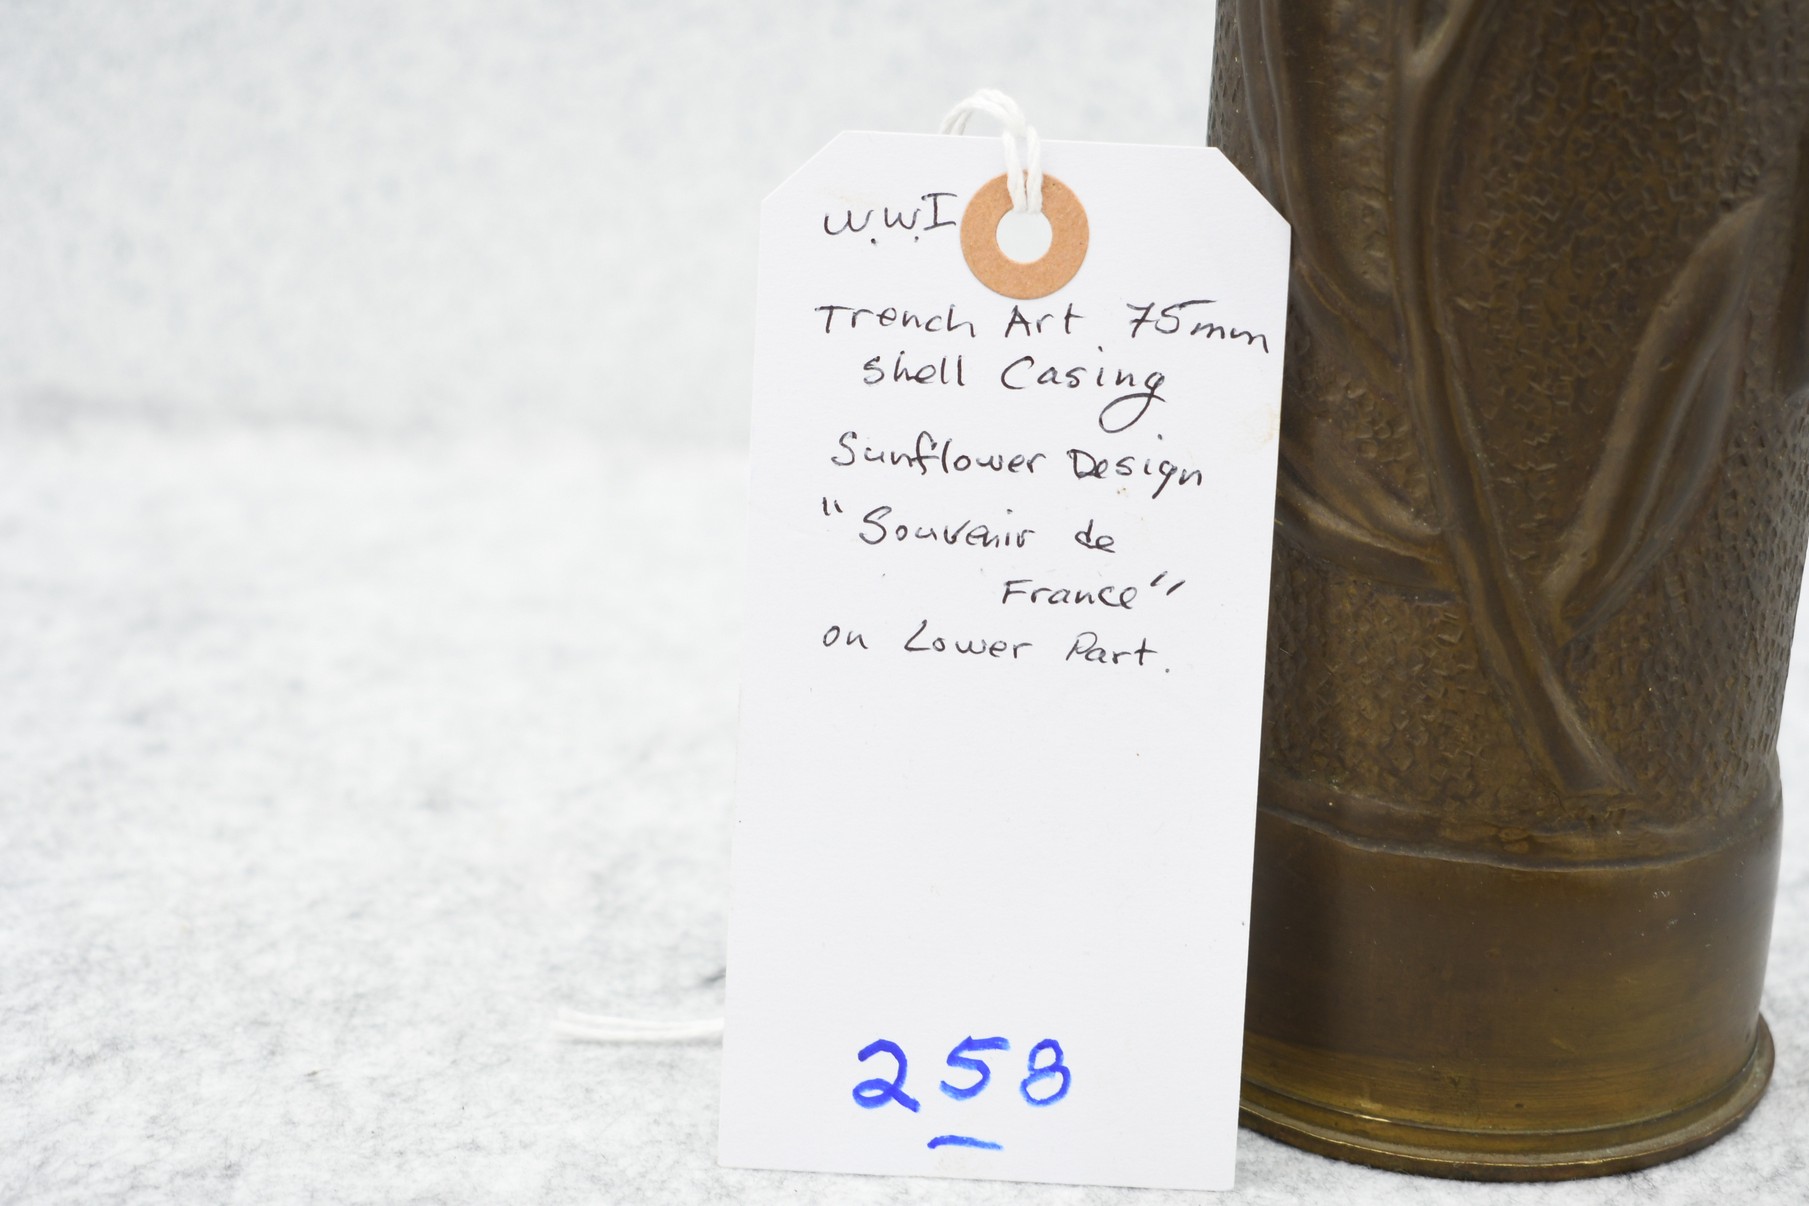 W.W.I
Trench Art 75mm
Shell Casing
Sunflower Design
"Souvenir de
France"
on Lower Part.
258